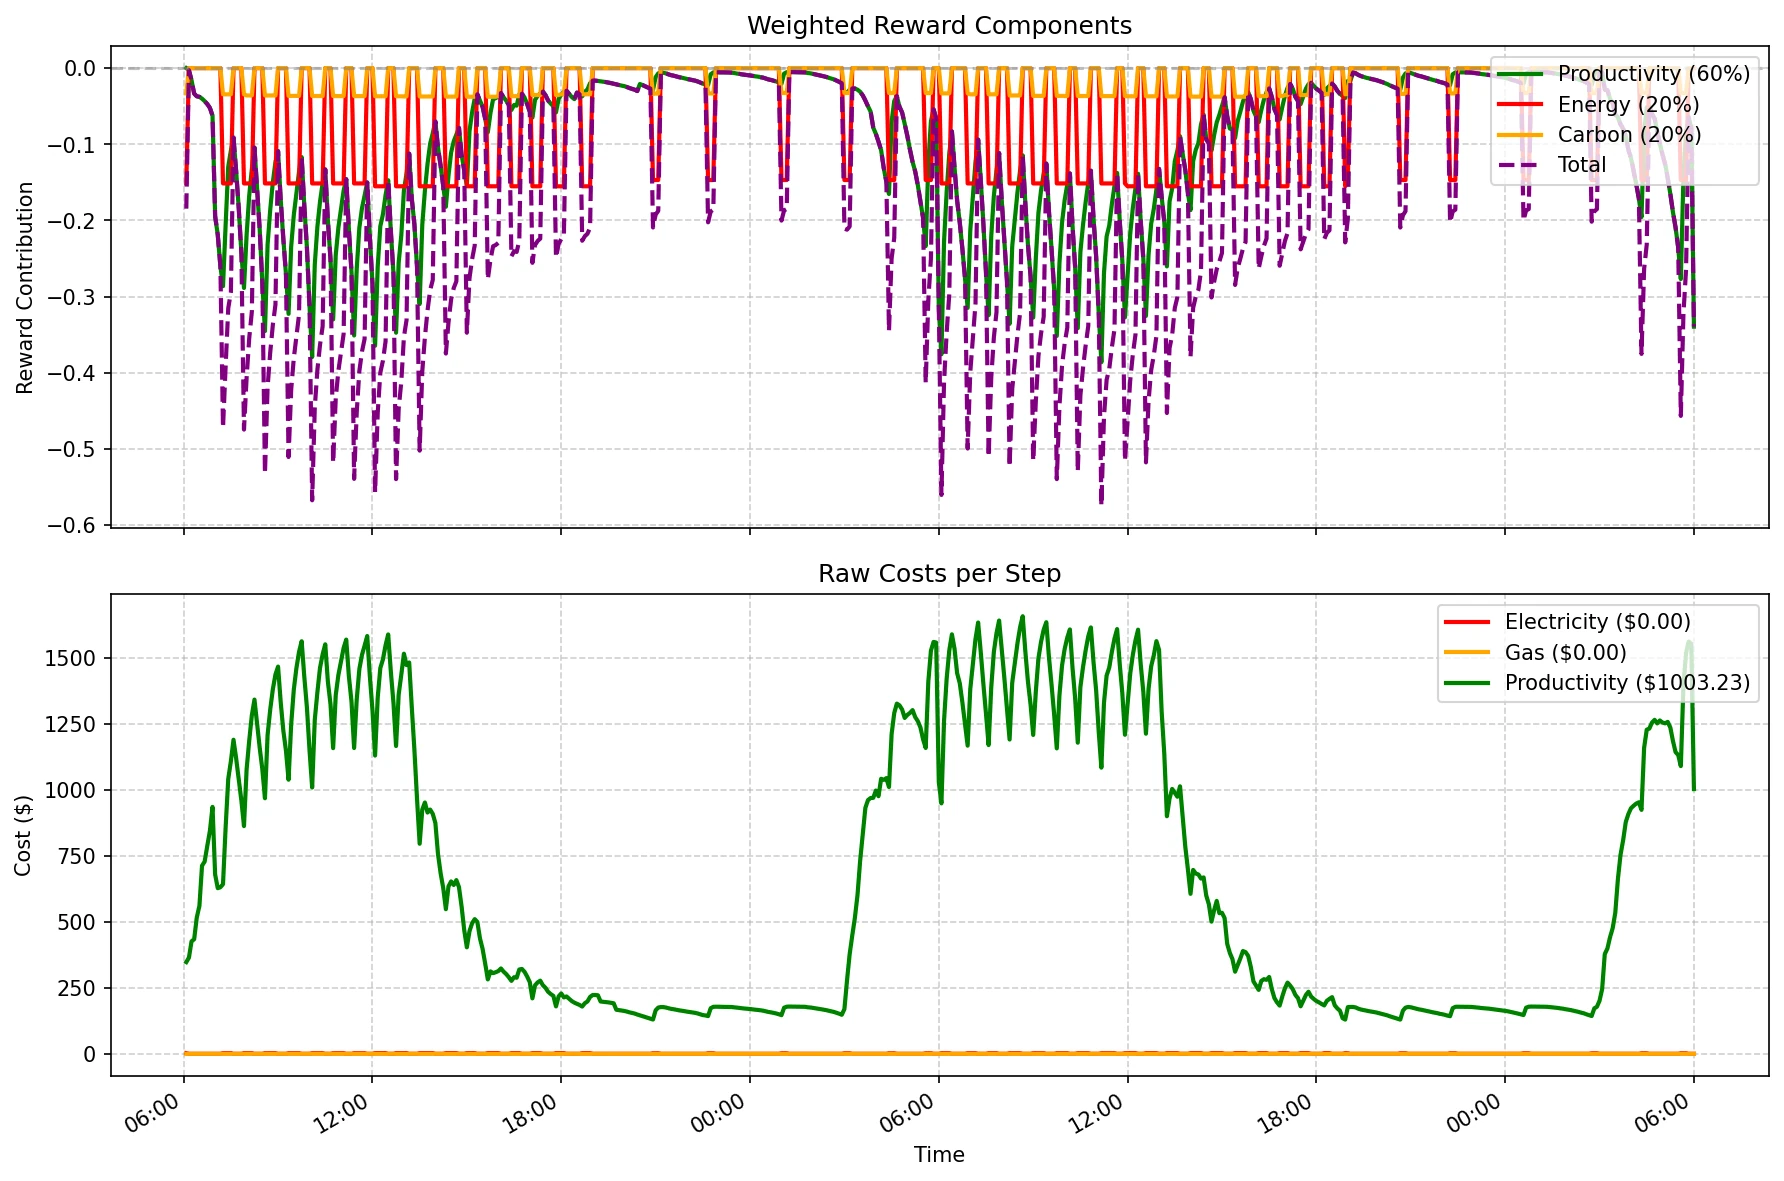 Weighted Reward Components
Reward Contribution
0.0
−0.1
−0.2
−0.3
−0.4
−0.5
−0.6
Productivity (60%)
Energy (20%)
Carbon (20%)
Total
Raw Costs per Step
Cost ($)
1500
1250
1000
750
500
250
0
Electricity ($0.00)
Gas ($0.00)
Productivity ($1003.23)
06:00 12:00 18:00 00:00 06:00 12:00 18:00 00:00 06:00
Time